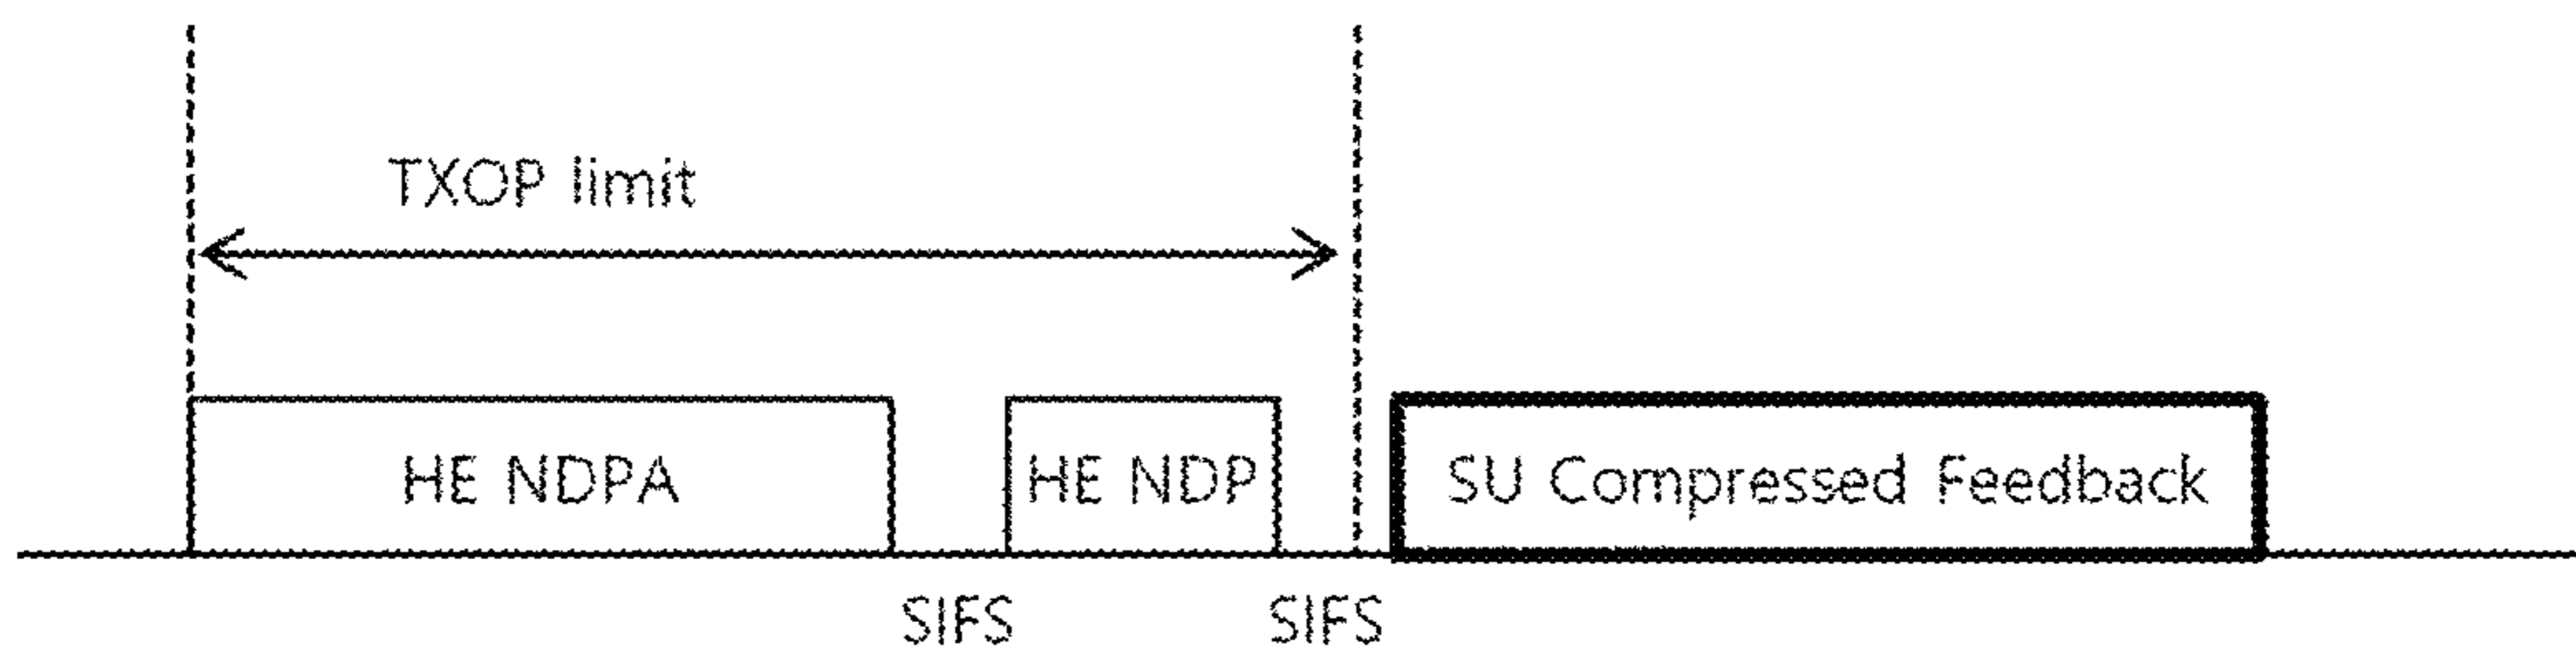 TXOP limit
HE NDPA
HE NDP
SU Compressed Feedback
SIFS
SIFS